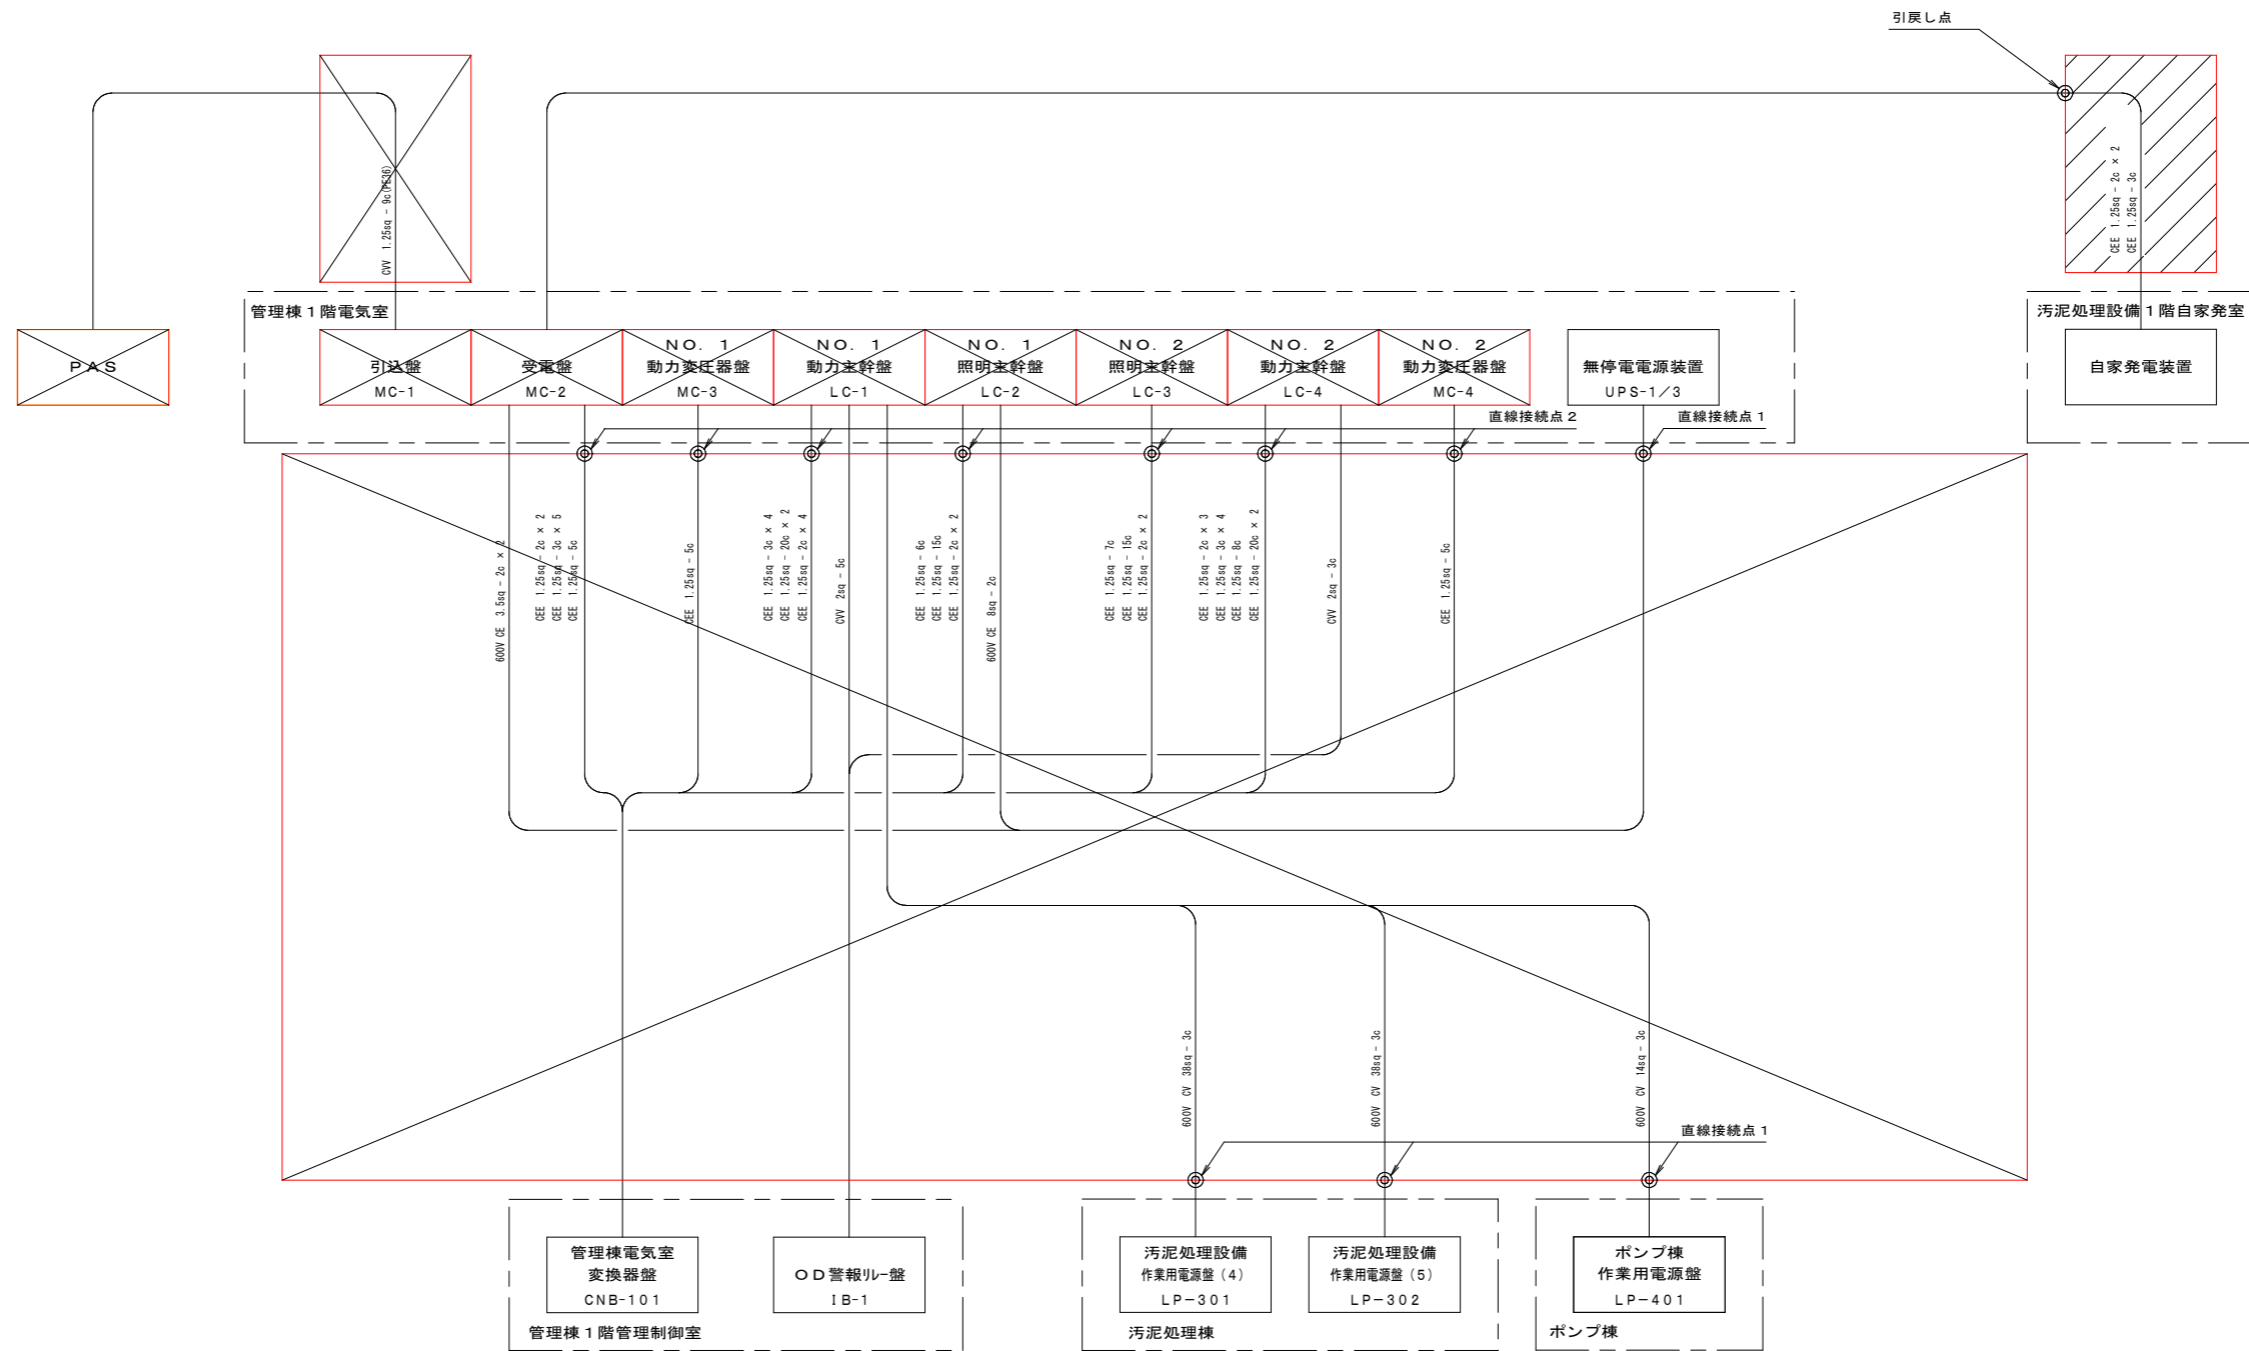 引戻し点
CVV 1.25sq - 9c(PE36)
CEE 1.25sq - 2c × 2
CEE 1.25sq - 3c
管理棟1階電気室
汚泥処理設備1階自家発室
PAS
引込盤
MC-1
受電盤
MC-2
NO. 1
動力変圧器盤
MC-3
NO. 1
動力主幹盤
LC-1
NO. 1
照明主幹盤
LC-2
NO. 2
照明主幹盤
LC-3
NO. 2
動力主幹盤
LC-4
NO. 2
動力変圧器盤
MC-4
無停電電源装置
UPS-1/3
自家発電装置
直線接続点2
直線接続点1
600V CE 3.5sq - 2c × 2
CEE 1.25sq - 2c × 2
CEE 1.25sq - 3c × 5
CEE 1.25sq - 5c
CEE 1.25sq - 5c
CEE 1.25sq - 3c × 4
CEE 1.25sq - 20c × 2
CEE 1.25sq - 2c × 4
CVV 2sq - 5c
CEE 1.25sq - 6c
CEE 1.25sq - 15c
CEE 1.25sq - 2c × 2
600V CE 8sq - 2c
CEE 1.25sq - 7c
CEE 1.25sq - 15c
CEE 1.25sq - 2c × 2
CEE 1.25sq - 2c × 3
CEE 1.25sq - 3c × 4
CEE 1.25sq - 8c
CEE 1.25sq - 20c × 2
CVV 2sq - 3c
CEE 1.25sq - 5c
600V CV 38sq - 3c
600V CV 38sq - 3c
600V CV 14sq - 3c
直線接続点1
管理棟電気室
変換器盤
CNB-101
OD警報リレー盤
IB-1
汚泥処理設備
作業用電源盤(4)
LP-301
汚泥処理設備
作業用電源盤(5)
LP-302
ポンプ棟
作業用電源盤
LP-401
管理棟1階管理制御室
汚泥処理棟
ポンプ棟